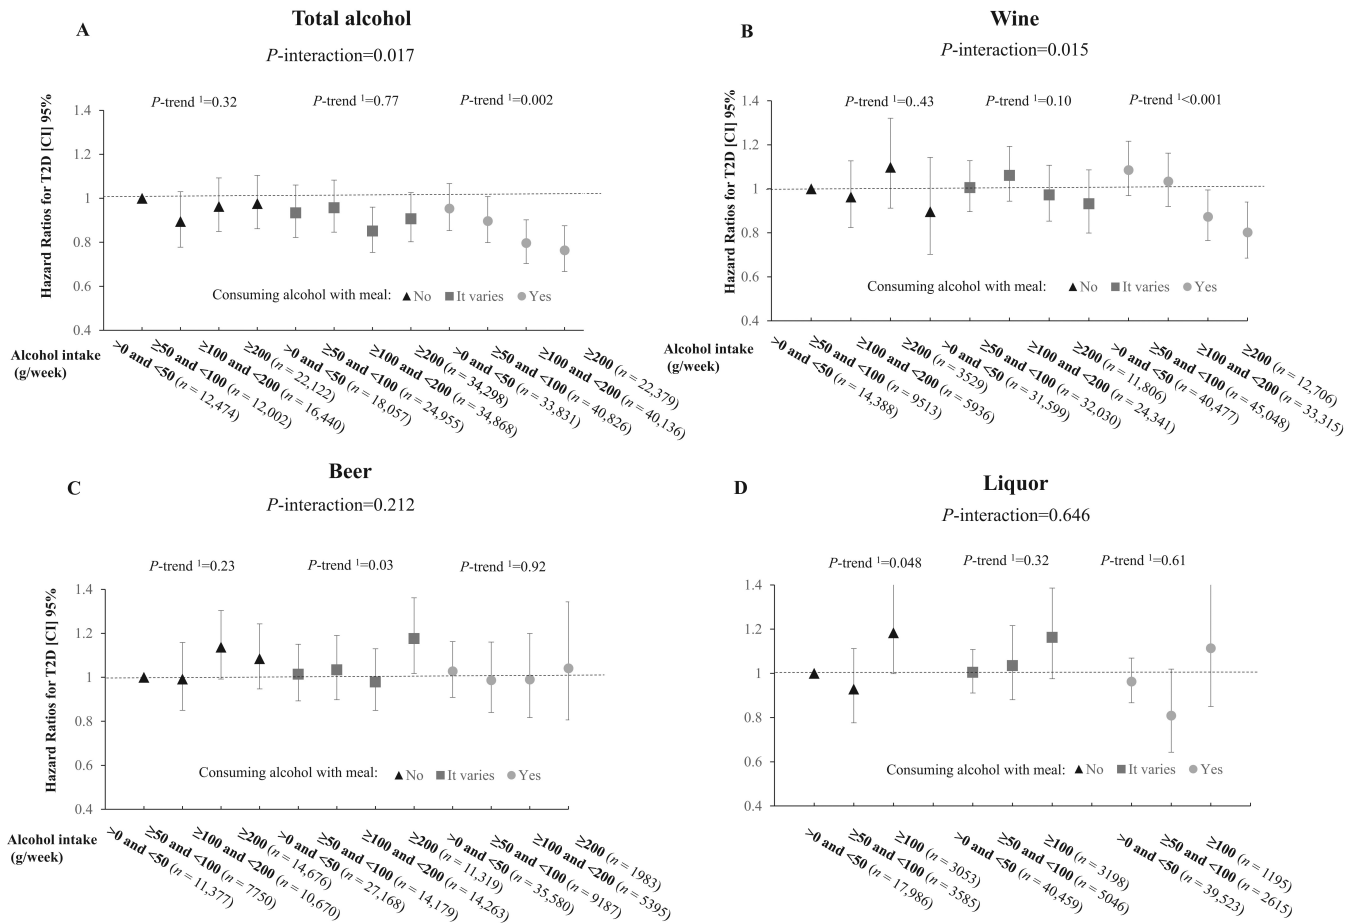 A
Total alcohol
P-interaction=0.017
P-trend 1=0.32
P-trend 1=0.77
P-trend 1=0.002
Hazard Ratios for T2D [CI] 95%
1.4
1.2
1
0.8
0.6
0.4
Consuming alcohol with meal: No It varies Yes
Alcohol intake
(g/week)
>0 and <50 (n = 12,474)
≥50 and <100 (n = 12,002)
≥100 and <200 (n = 16,440)
≥200 (n = 22,122)
>0 and <50 (n = 18,057)
≥50 and <100 (n = 24,955)
≥100 and <200 (n = 34,868)
≥200 (n = 34,298)
>0 and <50 (n = 33,831)
≥50 and <100 (n = 40,826)
≥100 and <200 (n = 40,136)
≥200 (n = 22,379)
B
Wine
P-interaction=0.015
P-trend 1=0..43
P-trend 1=0.10
P-trend 1<0.001
Hazard Ratios for T2D [CI] 95%
1.4
1.2
1
0.8
0.6
0.4
Consuming alcohol with meal: No It varies Yes
Alcohol intake
(g/week)
>0 and <50 (n = 14,388)
≥50 and <100 (n = 9513)
≥100 and <200 (n = 5936)
≥200 (n = 3529)
>0 and <50 (n = 31,599)
≥50 and <100 (n = 32,030)
≥100 and <200 (n = 24,341)
≥200 (n = 11,806)
>0 and <50 (n = 40,477)
≥50 and <100 (n = 45,048)
≥100 and <200 (n = 33,315)
≥200 (n = 12,706)
C
Beer
P-interaction=0.212
P-trend 1=0.23
P-trend 1=0.03
P-trend 1=0.92
Hazard Ratios for T2D [CI] 95%
1.4
1.2
1
0.8
0.6
0.4
Consuming alcohol with meal: No It varies Yes
Alcohol intake
(g/week)
>0 and <50 (n = 11,377)
≥50 and <100 (n = 7750)
≥100 and <200 (n = 10,670)
≥200 (n = 14,676)
>0 and <50 (n = 27,168)
≥50 and <100 (n = 14,179)
≥100 and <200 (n = 14,263)
≥200 (n = 11,319)
>0 and <50 (n = 35,580)
≥50 and <100 (n = 9187)
≥100 and <200 (n = 5395)
≥200 (n = 1983)
D
Liquor
P-interaction=0.646
P-trend 1=0.048
P-trend 1=0.32
P-trend 1=0.61
1.4
1.2
1
0.8
0.6
0.4
Consuming alcohol with meal: No It varies Yes
>0 and <50 (n = 17,986)
≥50 and <100 (n = 3585)
≥100 (n = 3053)
>0 and <50 (n = 40,459)
≥50 and <100 (n = 5046)
≥100 (n = 3198)
>0 and <50 (n = 39,523)
≥50 and <100 (n = 2615)
≥100 (n = 1195)